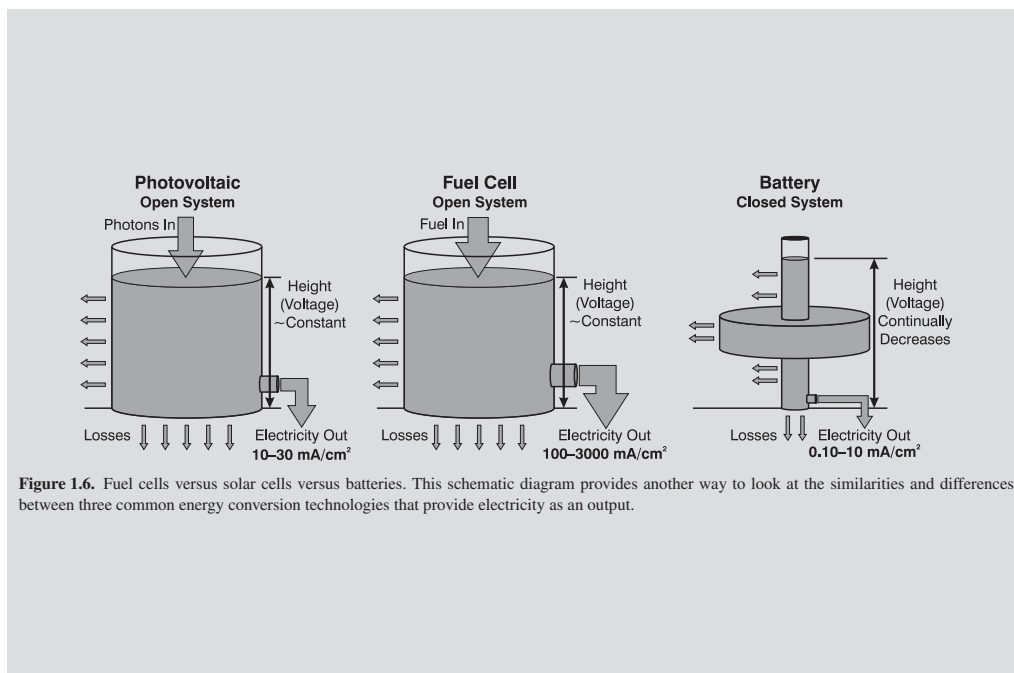 Photovoltaic
Open System
Photons In
Height
(Voltage)
~Constant
Losses
Electricity Out
10–30 mA/cm²
Fuel Cell
Open System
Fuel In
Height
(Voltage)
~Constant
Losses
Electricity Out
100–3000 mA/cm²
Battery
Closed System
Height
(Voltage)
Continually
Decreases
Losses
Electricity Out
0.10–10 mA/cm²
Figure 1.6. Fuel cells versus solar cells versus batteries. This schematic diagram provides another way to look at the similarities and differences
between three common energy conversion technologies that provide electricity as an output.